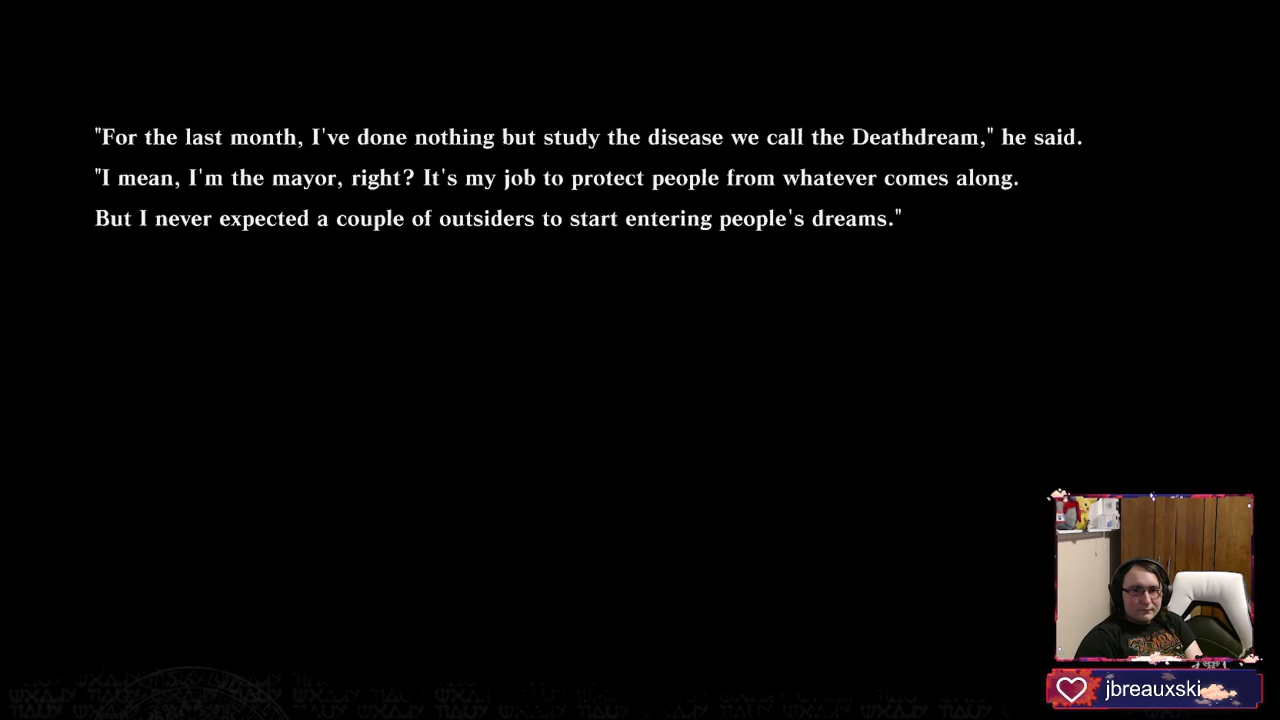 "For the last month, I've done nothing but study the disease we call the Deathdream," he said.
"I mean, I'm the mayor, right? It's my job to protect people from whatever comes along.
But I never expected a couple of outsiders to start entering people's dreams."
jbreauxski